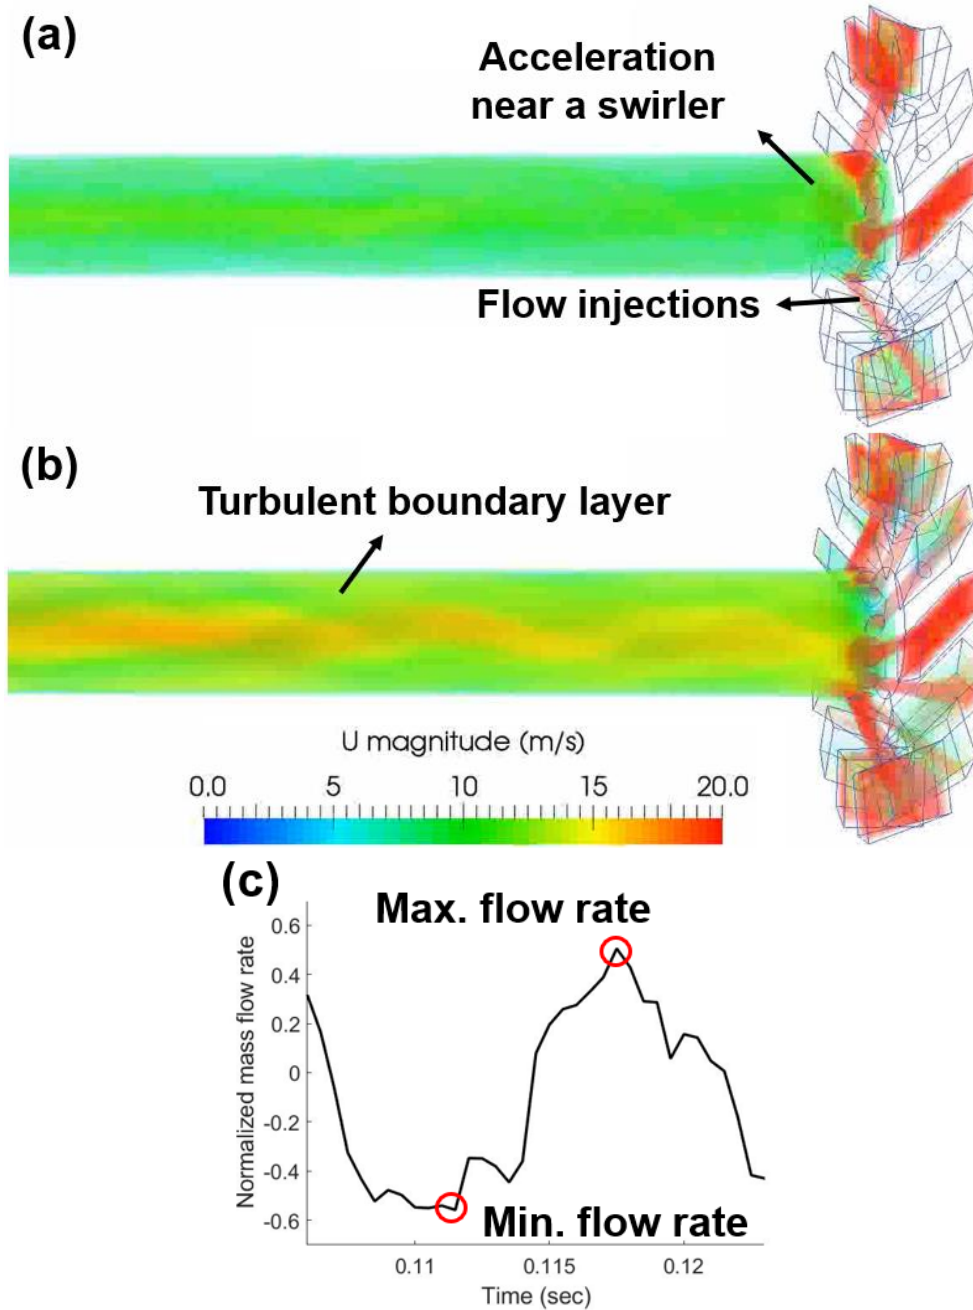 (a)
Acceleration
near a swirler
Flow injections
(b)
Turbulent boundary layer
U magnitude (m/s)
0.0 5 10 15 20.0
(c)
Max. flow rate
0.6
0.4
0.2
0
-0.2
-0.4
-0.6
Normalized mass flow rate
Min. flow rate
0.11 0.115 0.12
Time (sec)